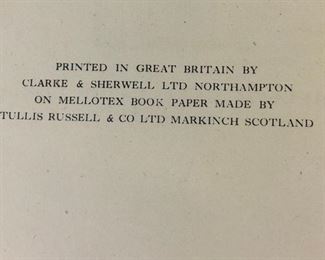 PRINTED IN GREAT BRITAIN BY
CLARKE & SHERWELL LTD NORTHAMPTON
ON MELLOTEX BOOK PAPER MADE BY
TULLIS RUSSELL & CO LTD MARKINCH SCOTLAND